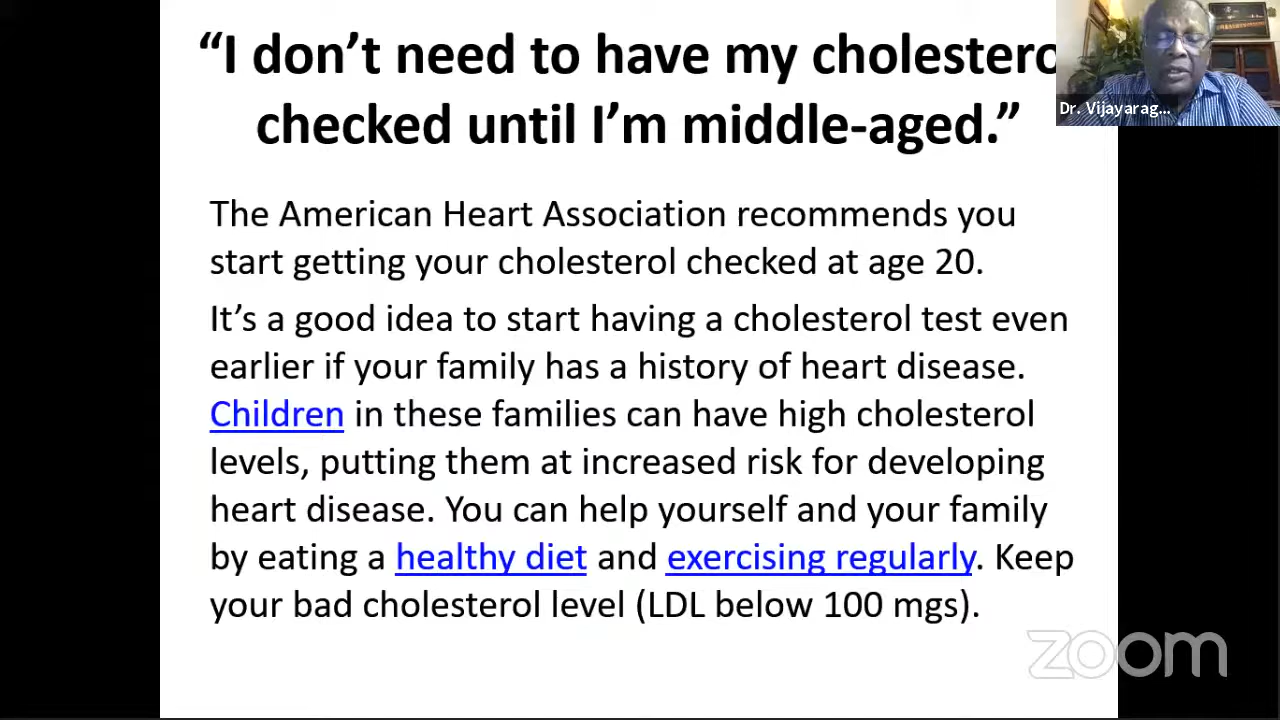 “I don’t need to have my cholestero
checked until I’m middle-aged.”
Dr. Vijayarag...
The American Heart Association recommends you
start getting your cholesterol checked at age 20.
It’s a good idea to start having a cholesterol test even
earlier if your family has a history of heart disease.
Children in these families can have high cholesterol
levels, putting them at increased risk for developing
heart disease. You can help yourself and your family
by eating a healthy diet and exercising regularly. Keep
your bad cholesterol level (LDL below 100 mgs).
zoom